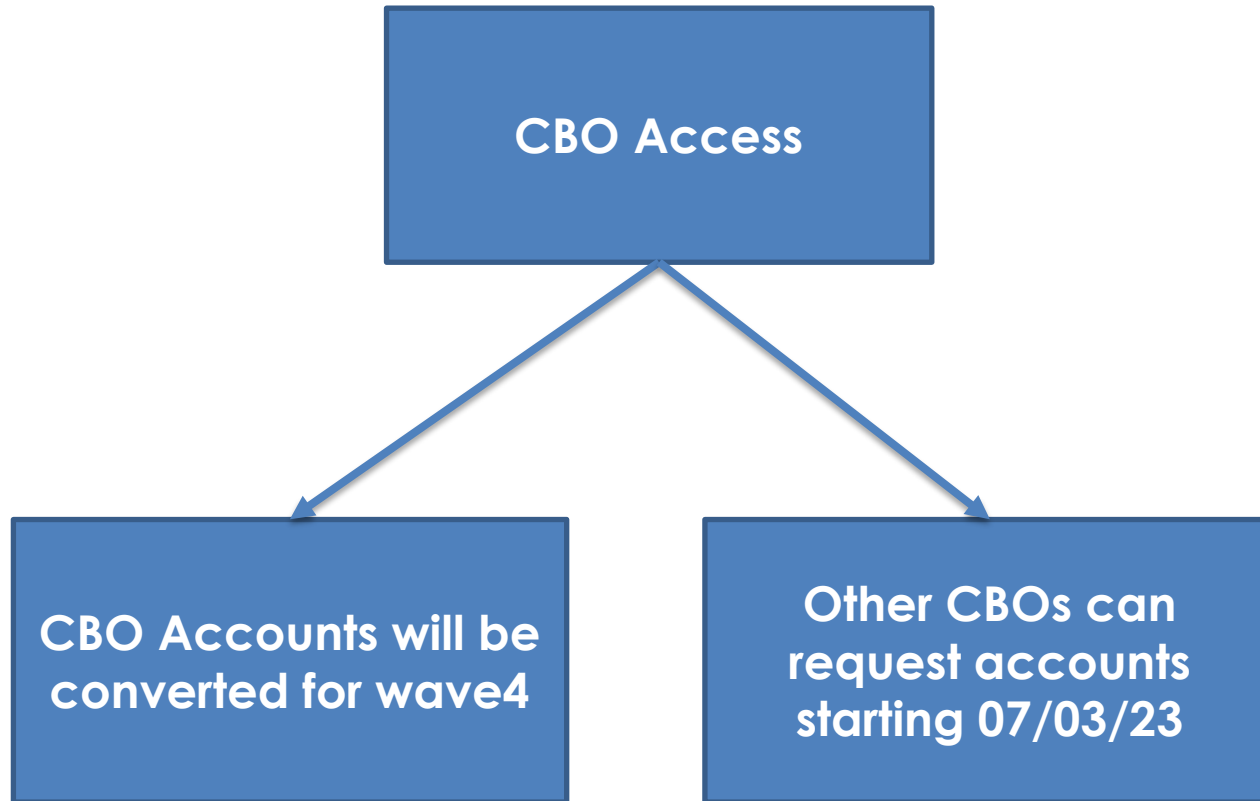 CBO Access
CBO Accounts will be
converted for wave4
Other CBOs can
request accounts
starting 07/03/23